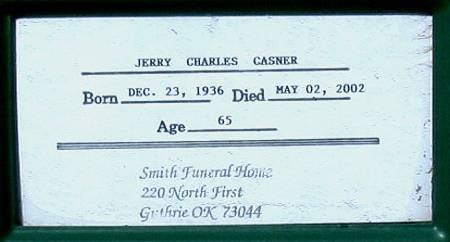 JERRY CHARLES CASNER
Born DEC. 23, 1936 Died MAY 02, 2002
Age 65
Smith Funeral Home
220 North First
Guthrie OK 73044